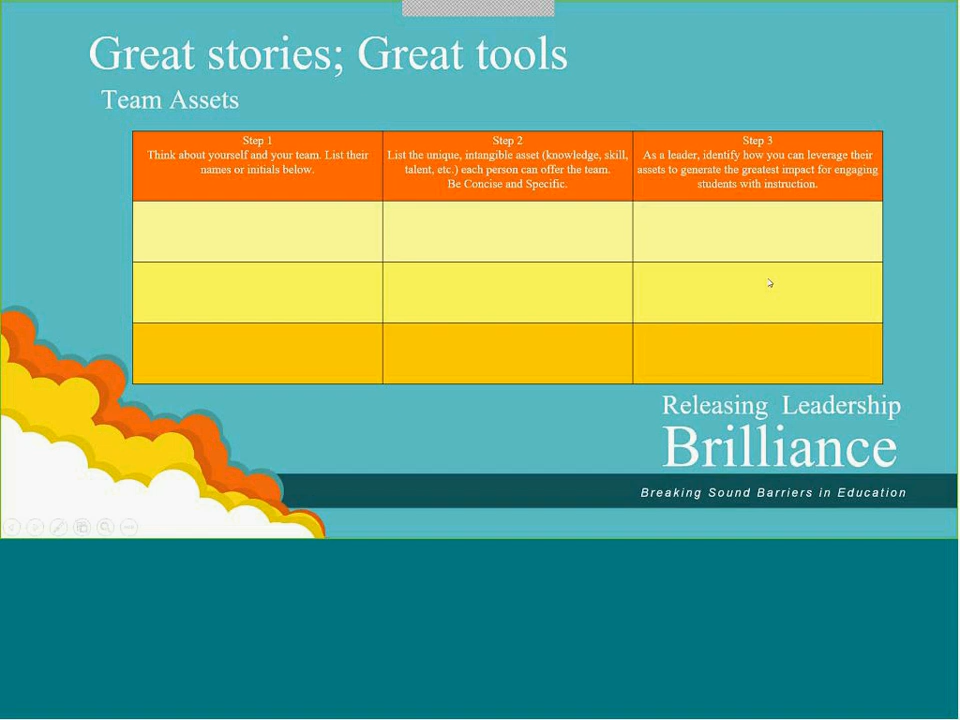 Great stories; Great tools
Team Assets
Step 1
Think about yourself and your team. List their
names or initials below.
Step 2
List the unique, intangible asset (knowledge, skill,
talent, etc.) each person can offer the team.
Be Concise and Specific.
Step 3
As a leader, identify how you can leverage their
assets to generate the greatest impact for engaging
students with instruction.
Releasing Leadership
Brilliance
Breaking Sound Barriers in Education